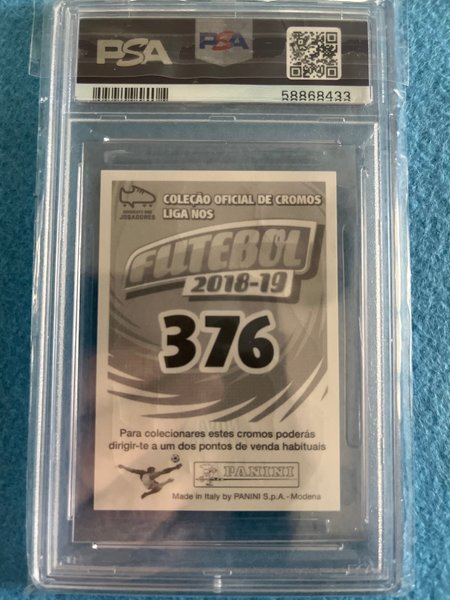 PSA
PSA
58868433
SINDICATO DOS
JOGADORES
COLEÇÃO OFICIAL DE CROMOS
LIGA NOS
FUTEBOL
2018-19
376
Para colecionares estes cromos poderás
dirigir-te a um dos pontos de venda habituais
PANINI
Made in Italy by PANINI S.p.A. - Modena